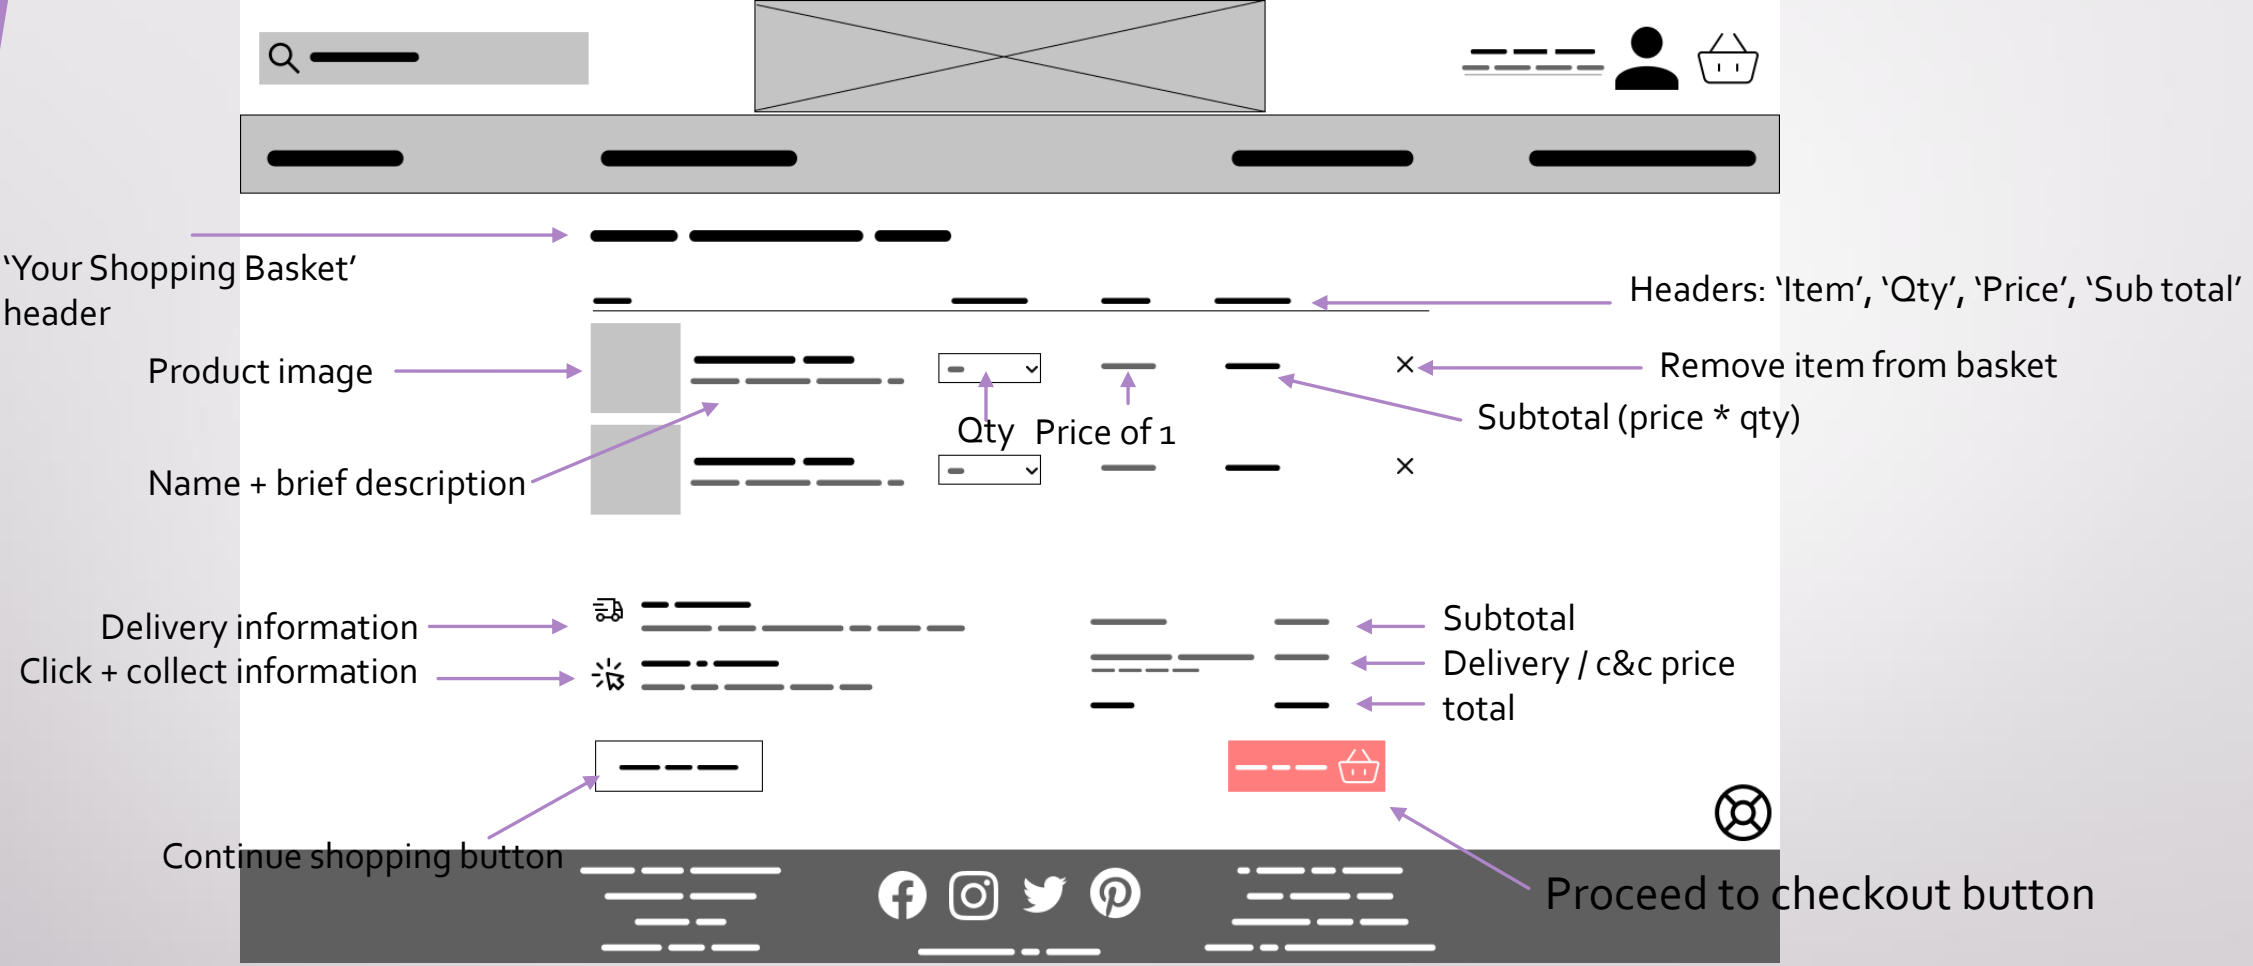 ‘Your Shopping Basket’
header
Headers: ‘Item’, ‘Qty’, ‘Price’, ‘Sub total’
Product image
Remove item from basket
Subtotal (price * qty)
Qty
Price of 1
Name + brief description
Delivery information
Click + collect information
Subtotal
Delivery / c&c price
total
Continue shopping button
Proceed to checkout button